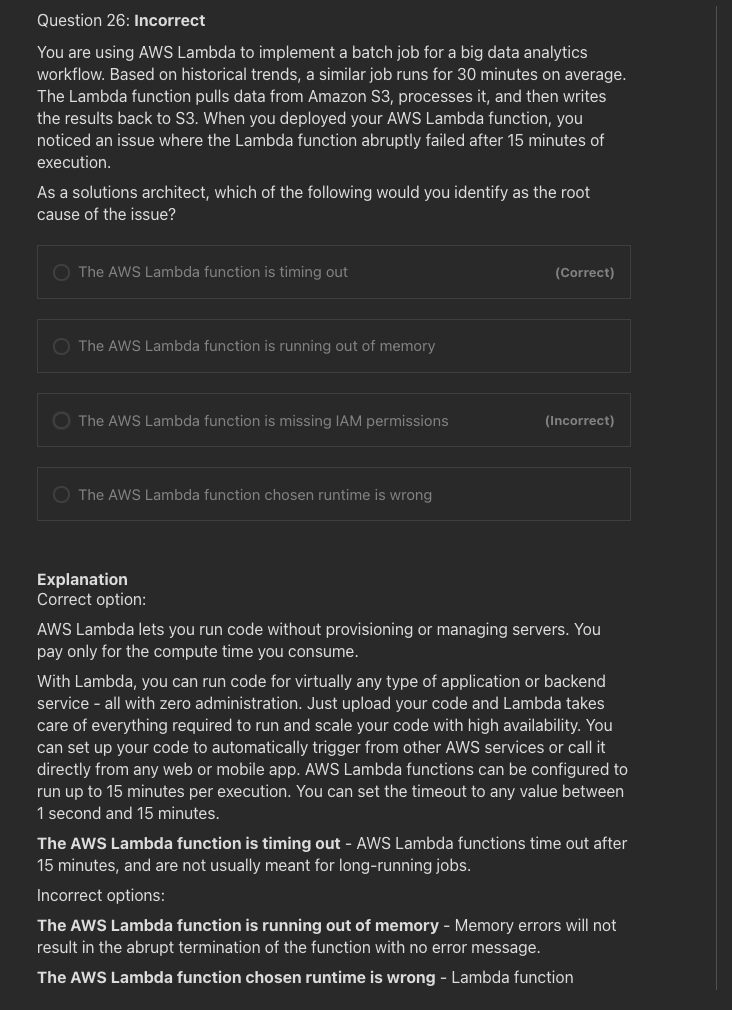 Question 26: Incorrect
You are using AWS Lambda to implement a batch job for a big data analytics
workflow. Based on historical trends, a similar job runs for 30 minutes on average.
The Lambda function pulls data from Amazon S3, processes it, and then writes
the results back to S3. When you deployed your AWS Lambda function, you
noticed an issue where the Lambda function abruptly failed after 15 minutes of
execution.
As a solutions architect, which of the following would you identify as the root
cause of the issue?
The AWS Lambda function is timing out (Correct)
The AWS Lambda function is running out of memory
The AWS Lambda function is missing IAM permissions (Incorrect)
The AWS Lambda function chosen runtime is wrong
Explanation
Correct option:
AWS Lambda lets you run code without provisioning or managing servers. You
pay only for the compute time you consume.
With Lambda, you can run code for virtually any type of application or backend
service - all with zero administration. Just upload your code and Lambda takes
care of everything required to run and scale your code with high availability. You
can set up your code to automatically trigger from other AWS services or call it
directly from any web or mobile app. AWS Lambda functions can be configured to
run up to 15 minutes per execution. You can set the timeout to any value between
1 second and 15 minutes.
The AWS Lambda function is timing out - AWS Lambda functions time out after
15 minutes, and are not usually meant for long-running jobs.
Incorrect options:
The AWS Lambda function is running out of memory - Memory errors will not
result in the abrupt termination of the function with no error message.
The AWS Lambda function chosen runtime is wrong - Lambda function